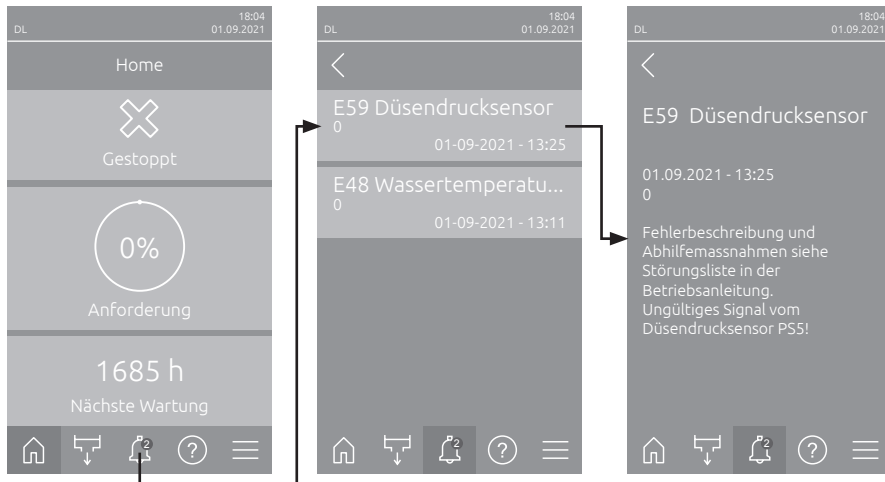 18:04
DL 01.09.2021
Home
Gestoppt
0%
Anforderung
1685 h
Nächste Wartung
2
?
18:04
DL 01.09.2021
E59 Düsendrucksensor
0
01-09-2021 - 13:25
E48 Wassertemperatu...
0
01-09-2021 - 13:11
2
?
18:04
DL 01.09.2021
E59 Düsendrucksensor
01.09.2021 - 13:25
0
Fehlerbeschreibung und
Abhilfemassnahmen siehe
Störungsliste in der
Betriebsanleitung.
Ungültiges Signal vom
Düsendrucksensor PS5!
2
?